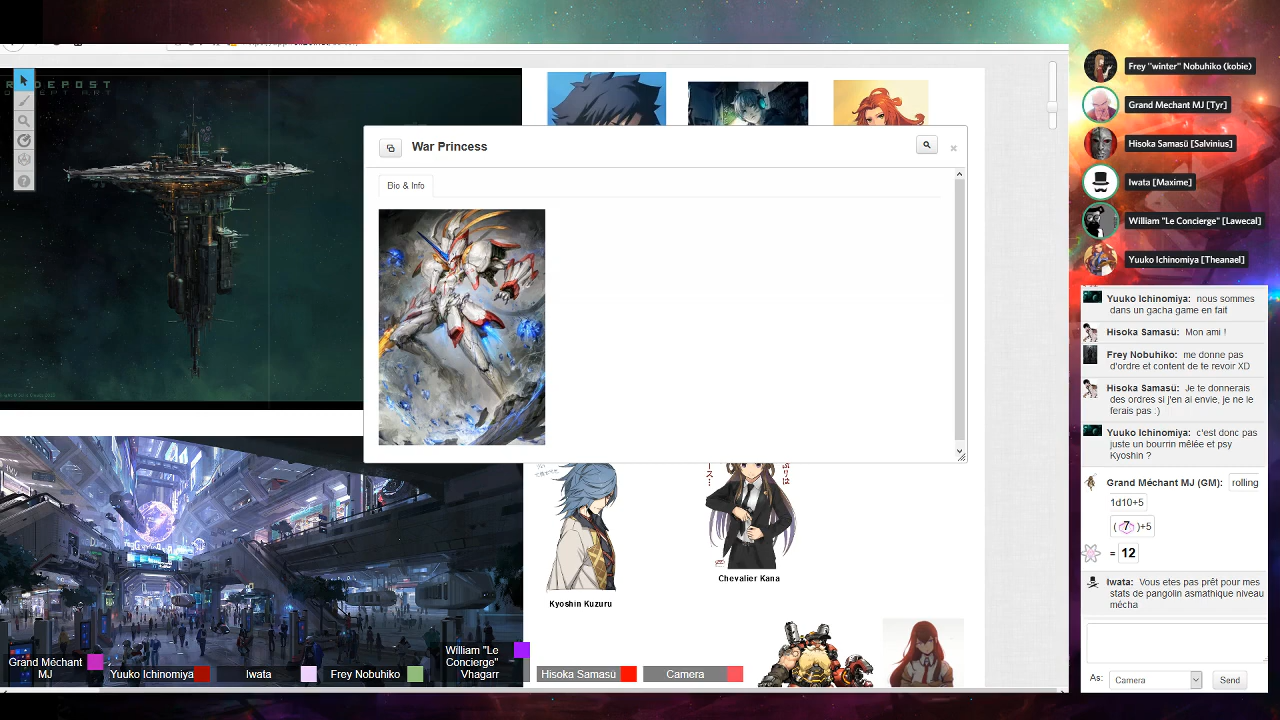 War Princess
Bio & Info
Kyoshin Kuzuru
Chevalier Kana
Grand Méchant
MJ
Yuuko Ichinomiya
Iwata
Frey Nobuhiko
William "Le
Concierge"
Vhagarr
Hisoka Samasù
Camera
Frey "winter" Nobuhiko (kobie)
Grand Mechant MJ [Tyr]
Hisoka Samasù [Salvinius]
Iwata [Maxime]
William "Le Concierge" [Lawecal]
Yuuko Ichinomiya [Theanael]
Yuuko Ichinomiya: nous sommes
dans un gacha game en fait
Hisoka Samasù: Mon ami !
Frey Nobuhiko: me donne pas
d'ordre et content de te revoir XD
Hisoka Samasù: Je te donnerais
des ordres si j'en ai envie, je ne le
ferais pas :)
Yuuko Ichinomiya: c'est donc pas
juste un bourrin mêlée et psy
Kyoshin ?
Grand Méchant MJ (GM): rolling
1d10+5
(7)+5
= 12
Iwata: Vous etes pas prêt pour mes
stats de pangolin asmathique niveau
mécha
As: Camera Send